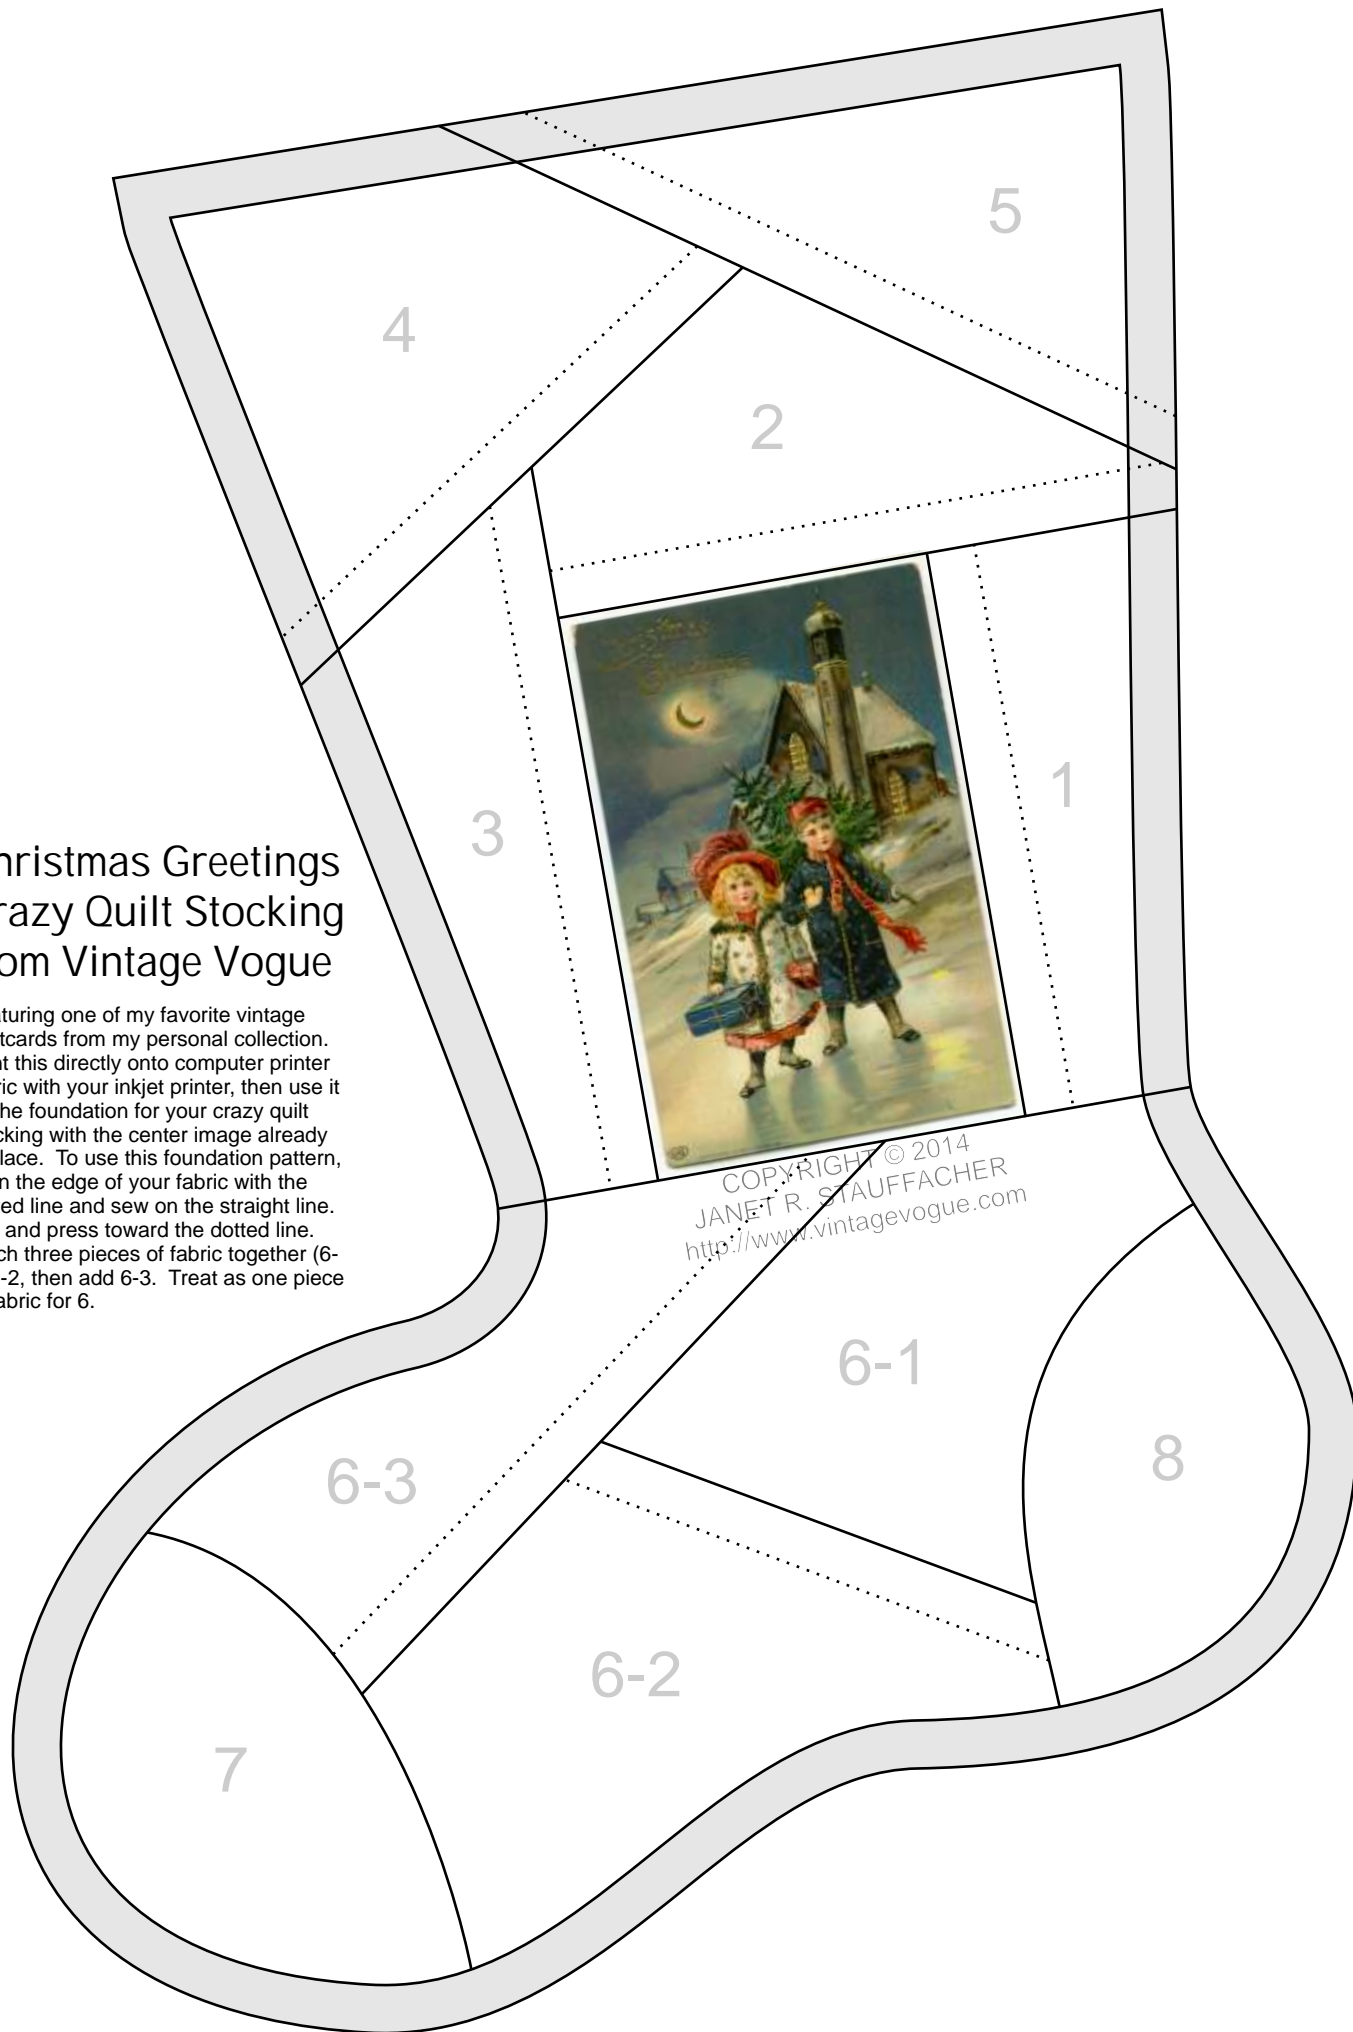 5
4
2
1
3
hristmas Greetings
razy Quilt Stocking
om Vintage Vogue
aturing one of my favorite vintage
tcards from my personal collection.
nt this directly onto computer printer
ric with your inkjet printer, then use it
he foundation for your crazy quilt
cking with the center image already
lace.  To use this foundation pattern,
n the edge of your fabric with the
ed line and sew on the straight line.
and press toward the dotted line.
ch three pieces of fabric together (6-
-2, then add 6-3.  Treat as one piece
abric for 6.
COPYRIGHT © 2014
JANET R. STAUFFACHER
http://www.vintagevogue.com
6-1
8
6-3
6-2
7